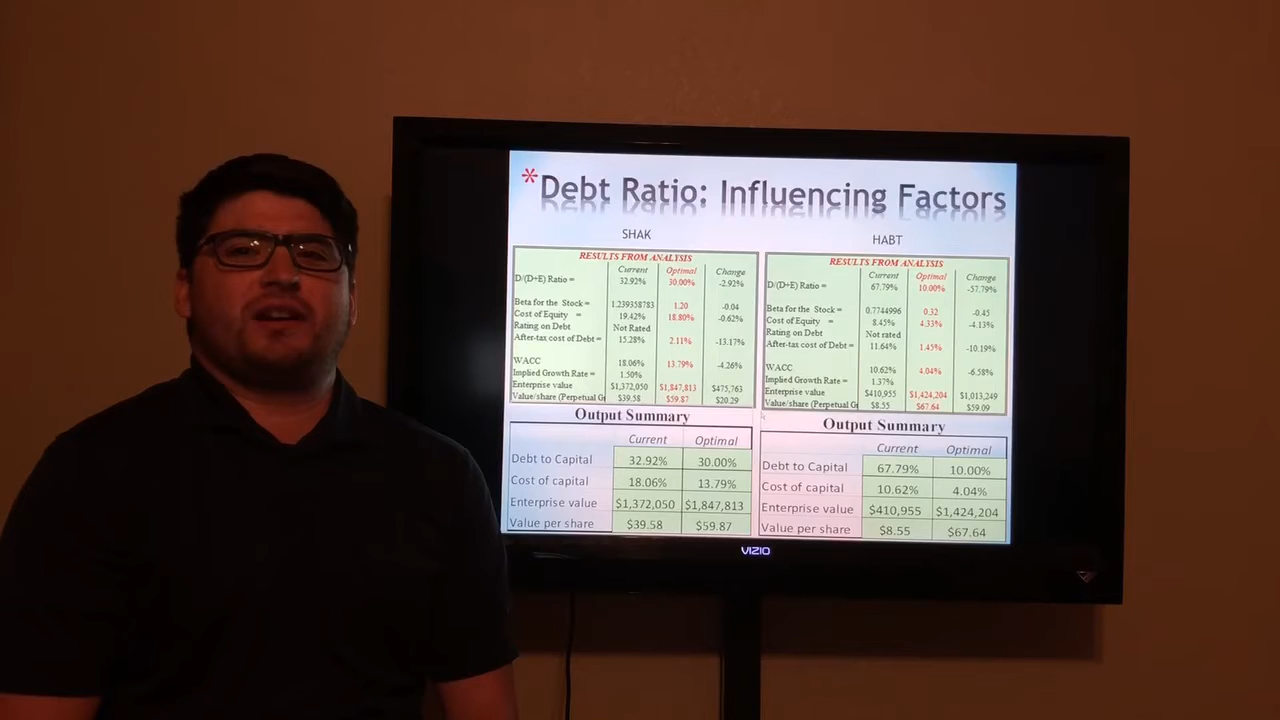 *Debt Ratio: Influencing Factors
SHAK
RESULTS FROM ANALYSIS
Current Optimal Change
D/(D+E) Ratio = 32.92% 30.00% -2.92%
Beta for the Stock = 1.239358783 1.20 -0.04
Cost of Equity = 19.42% 18.80% -0.62%
Rating on Debt Not Rated
After-tax cost of Debt = 15.28% 2.11% -13.17%
WACC 18.06% 13.79% -4.26%
Implied Growth Rate = 1.50%
Enterprise value $1,372,050 $1,847,813 $475,763
Value/share (Perpetual Gr $39.58 $59.87 $20.29
Output Summary
Current Optimal
Debt to Capital 32.92% 30.00%
Cost of capital 18.06% 13.79%
Enterprise value $1,372,050 $1,847,813
Value per share $39.58 $59.87
HABT
RESULTS FROM ANALYSIS
Current Optimal Change
D/(D+E) Ratio = 67.79% 10.00% -57.79%
Beta for the Stock = 0.7744996 0.32 -0.45
Cost of Equity = 8.45% 4.33% -4.13%
Rating on Debt Not rated
After-tax cost of Debt = 11.64% 1.45% -10.19%
WACC 10.62% 4.04% -6.58%
Implied Growth Rate = 1.37%
Enterprise value $410,955 $1,424,204 $1,013,249
Value/share (Perpetual Gr $8.55 $67.64 $59.09
Output Summary
Current Optimal
Debt to Capital 67.79% 10.00%
Cost of capital 10.62% 4.04%
Enterprise value $410,955 $1,424,204
Value per share $8.55 $67.64
VIZIO